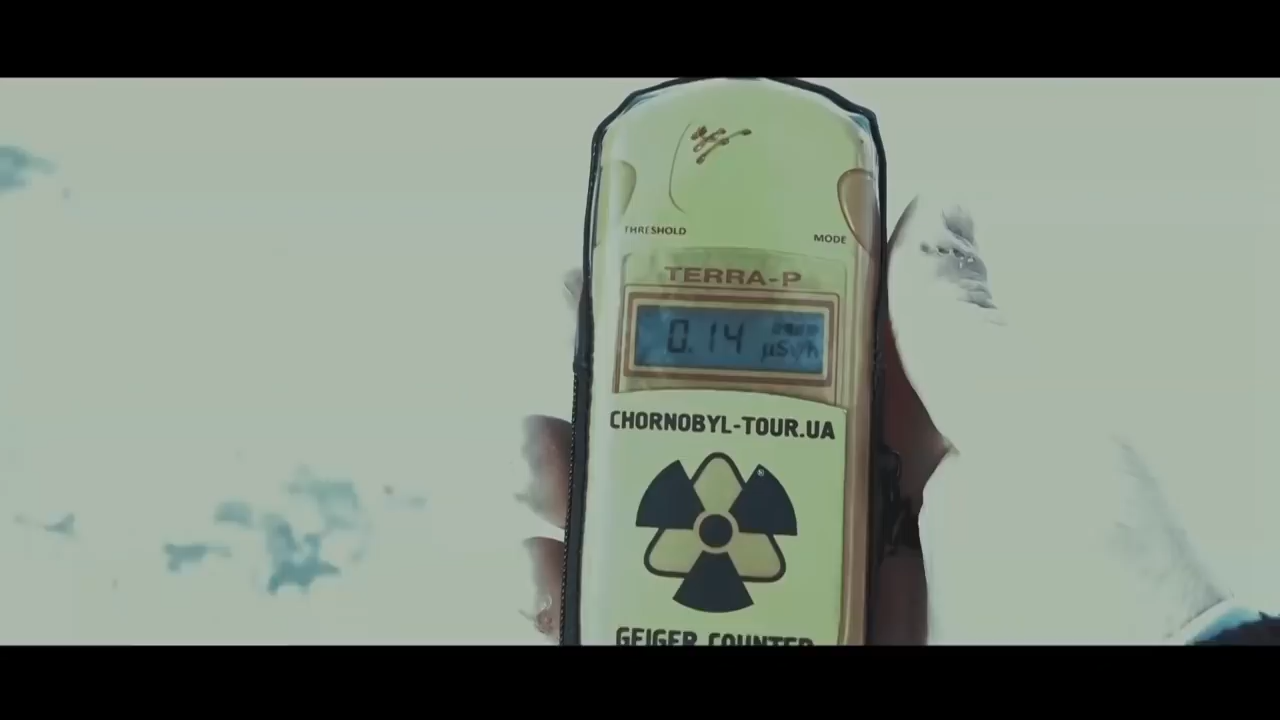 THRESHOLD
MODE
TERRA-P
0.14
µSv/h
CHORNOBYL-TOUR.UA
GEIGER COUNTER